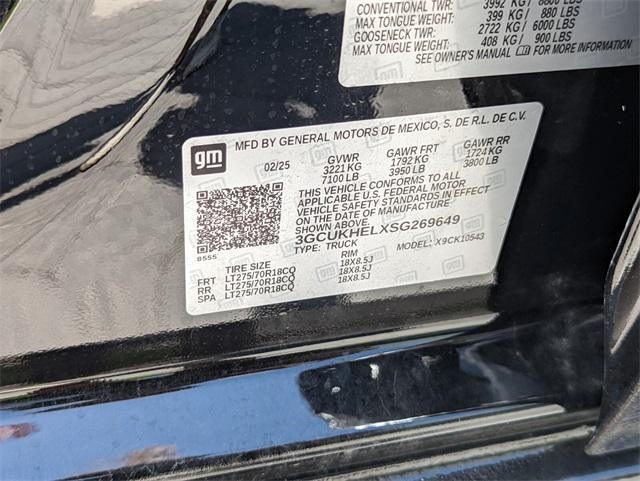 CONVENTIONAL TWR: 3992 KG / 8800 LBS
MAX TONGUE WEIGHT: 399 KG / 880 LBS
GOOSENECK TWR: 2722 KG / 6000 LBS
MAX TONGUE WEIGHT: 408 KG / 900 LBS
SEE OWNER'S MANUAL FOR MORE INFORMATION
gm
MFD BY GENERAL MOTORS DE MEXICO, S. DE R.L. DE C.V.
02/25 GVWR GAWR FRT GAWR RR
3221 KG 1792 KG 1724 KG
7100 LB 3950 LB 3800 LB
THIS VEHICLE CONFORMS TO ALL
APPLICABLE U.S. FEDERAL MOTOR
VEHICLE SAFETY STANDARDS IN EFFECT
ON THE DATE OF MANUFACTURE
3GCUKHELXSG269649
8555
TYPE: TRUCK MODEL: X9CK10543
TIRE SIZE RIM
FRT LT275/70R18CQ 18X8.5J
RR LT275/70R18CQ 18X8.5J
SPA LT275/70R18CQ 18X8.5J